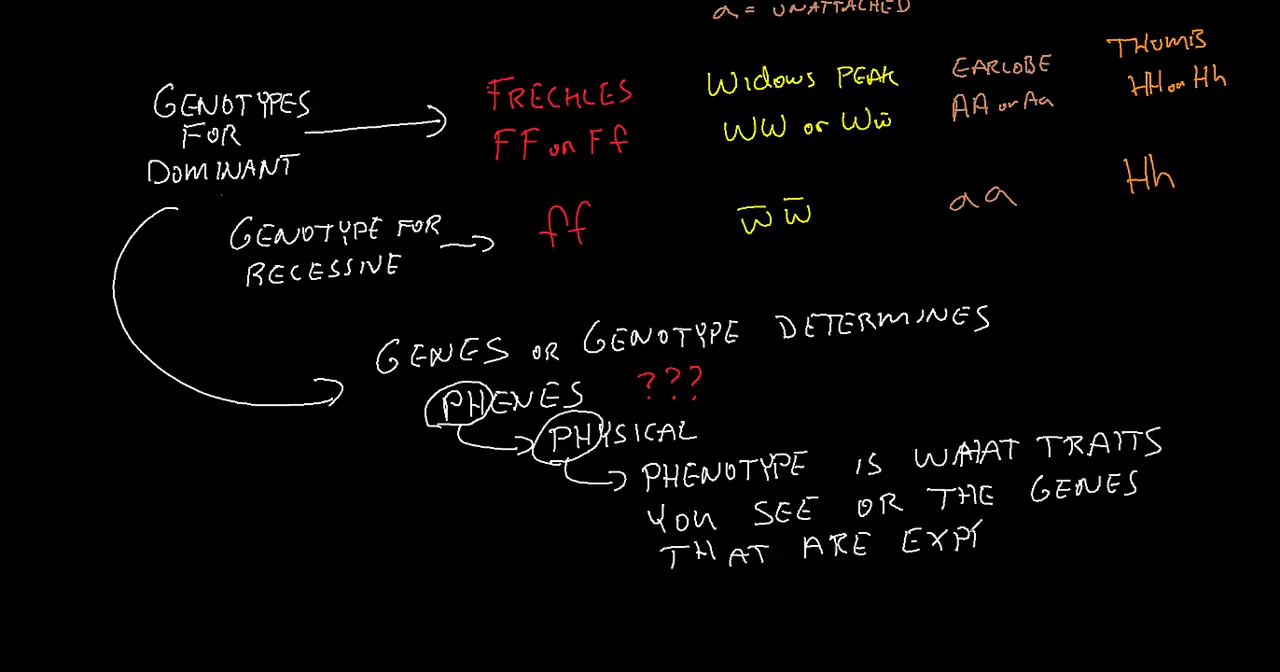 a = UNATTACHED
GENOTYPES
FOR
DOMINANT
FRECKLES
FF or Ff
WIDOWS PEAK
WW or Ww̄
EARLOBE
AA or Aa
THUMB
HH or Hh
GENOTYPE FOR
RECESSIVE
ff
w̄ w̄
aa
Hh
GENES OR GENOTYPE DETERMINES
PHENES ???
PHYSICAL
PHENOTYPE IS WHAT TRAITS
YOU SEE OR THE GENES
THAT ARE EXPR